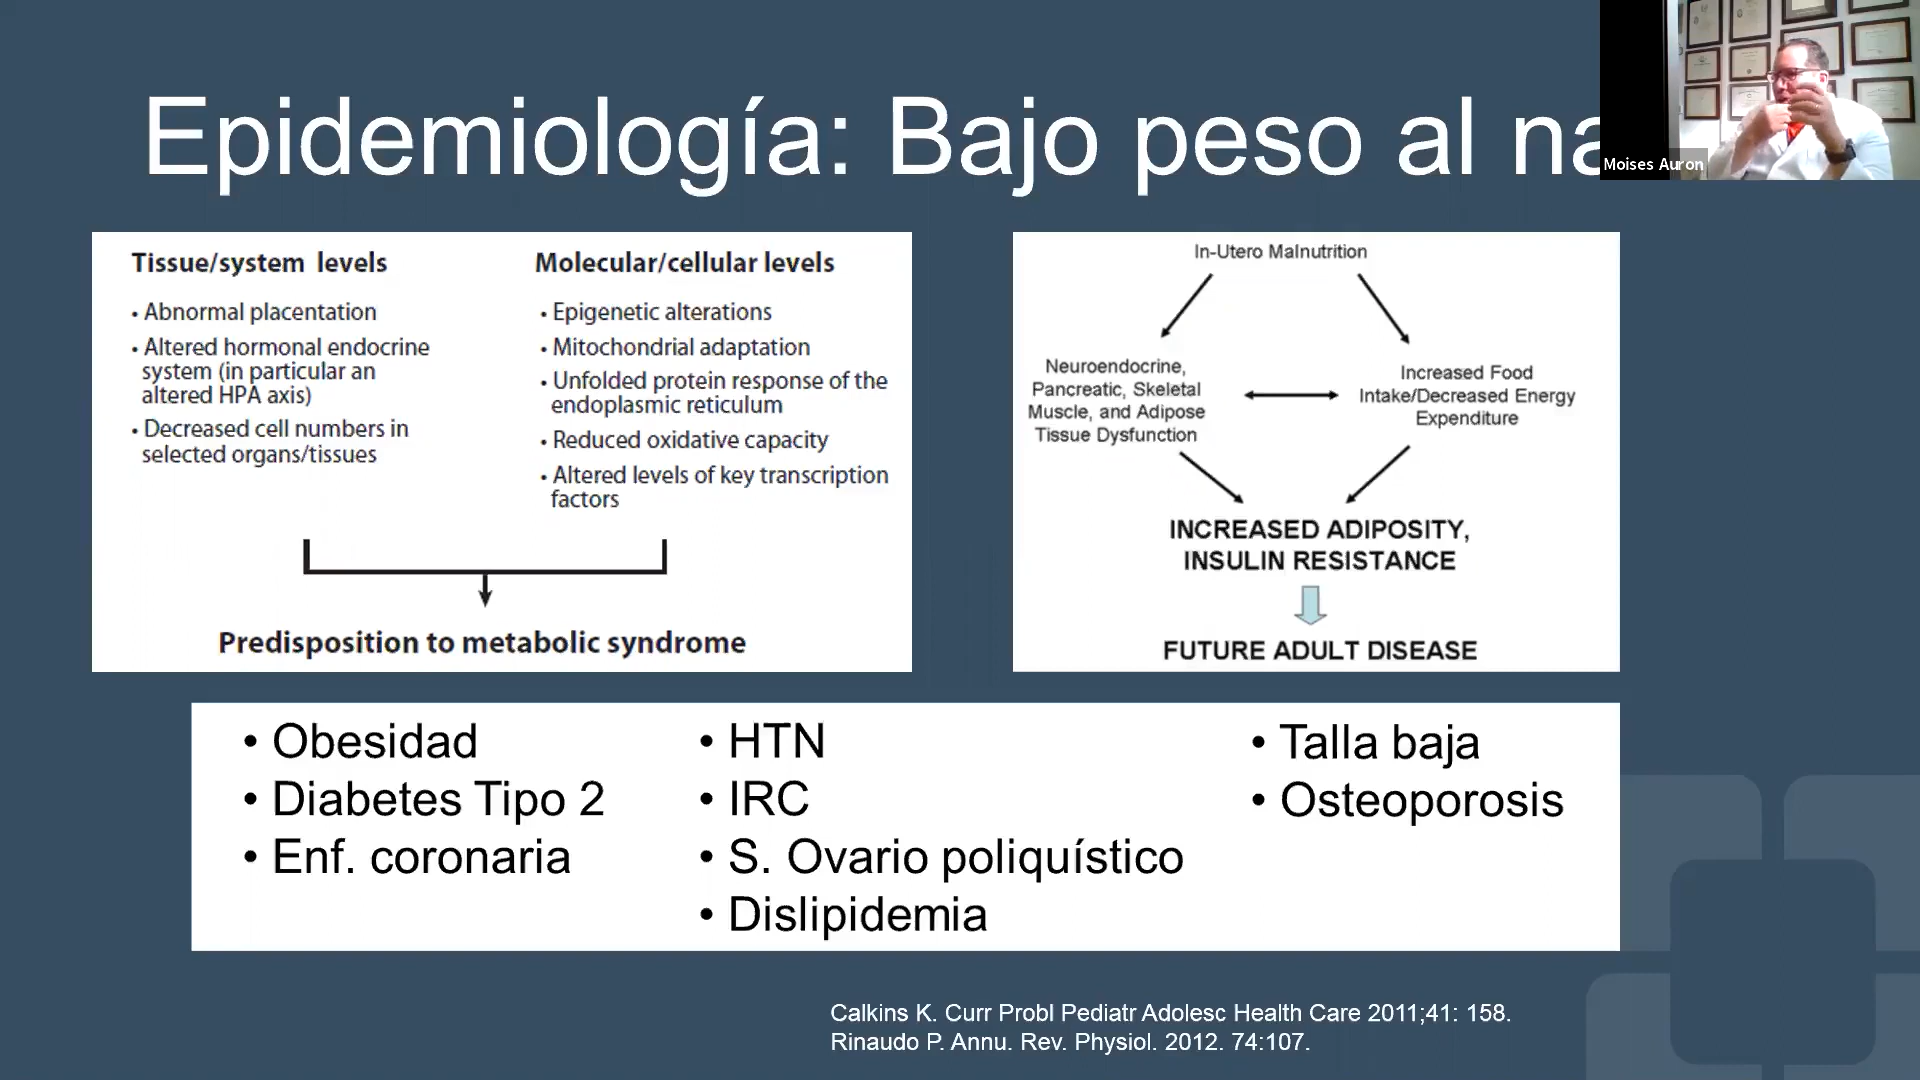 Epidemiología: Bajo peso al na
Moises Auron
Tissue/system levels
• Abnormal placentation
• Altered hormonal endocrine
system (in particular an
altered HPA axis)
• Decreased cell numbers in
selected organs/tissues
Molecular/cellular levels
• Epigenetic alterations
• Mitochondrial adaptation
• Unfolded protein response of the
endoplasmic reticulum
• Reduced oxidative capacity
• Altered levels of key transcription
factors
Predisposition to metabolic syndrome
In-Utero Malnutrition
Neuroendocrine,
Pancreatic, Skeletal
Muscle, and Adipose
Tissue Dysfunction
Increased Food
Intake/Decreased Energy
Expenditure
INCREASED ADIPOSITY,
INSULIN RESISTANCE
FUTURE ADULT DISEASE
• Obesidad
• Diabetes Tipo 2
• Enf. coronaria
• HTN
• IRC
• S. Ovario poliquístico
• Dislipidemia
• Talla baja
• Osteoporosis
Calkins K. Curr Probl Pediatr Adolesc Health Care 2011;41: 158.
Rinaudo P. Annu. Rev. Physiol. 2012. 74:107.